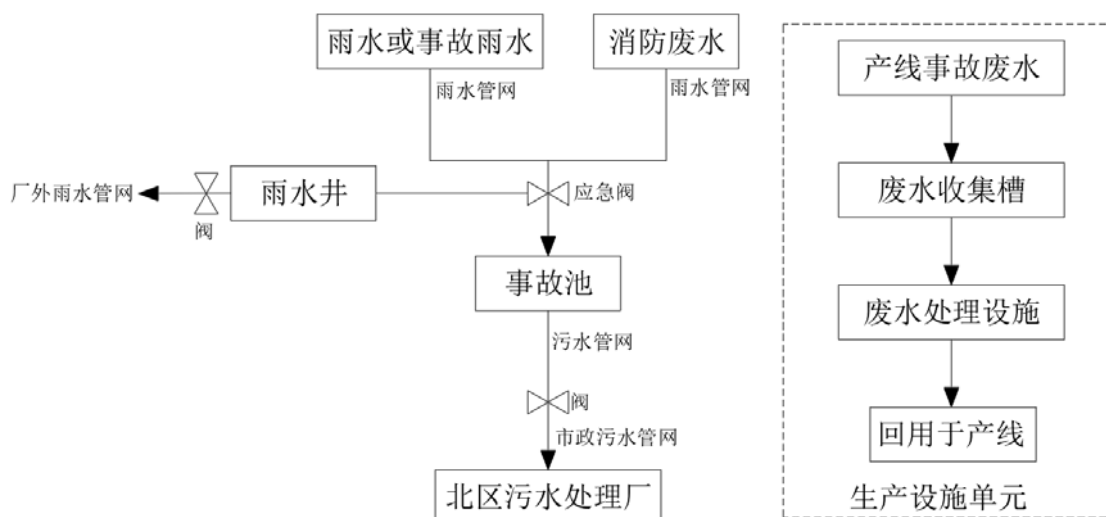 雨水或事故雨水
消防废水
雨水管网
雨水管网
厂外雨水管网
阀
雨水井
应急阀
事故池
污水管网
阀
市政污水管网
北区污水处理厂
产线事故废水
废水收集槽
废水处理设施
回用于产线
生产设施单元